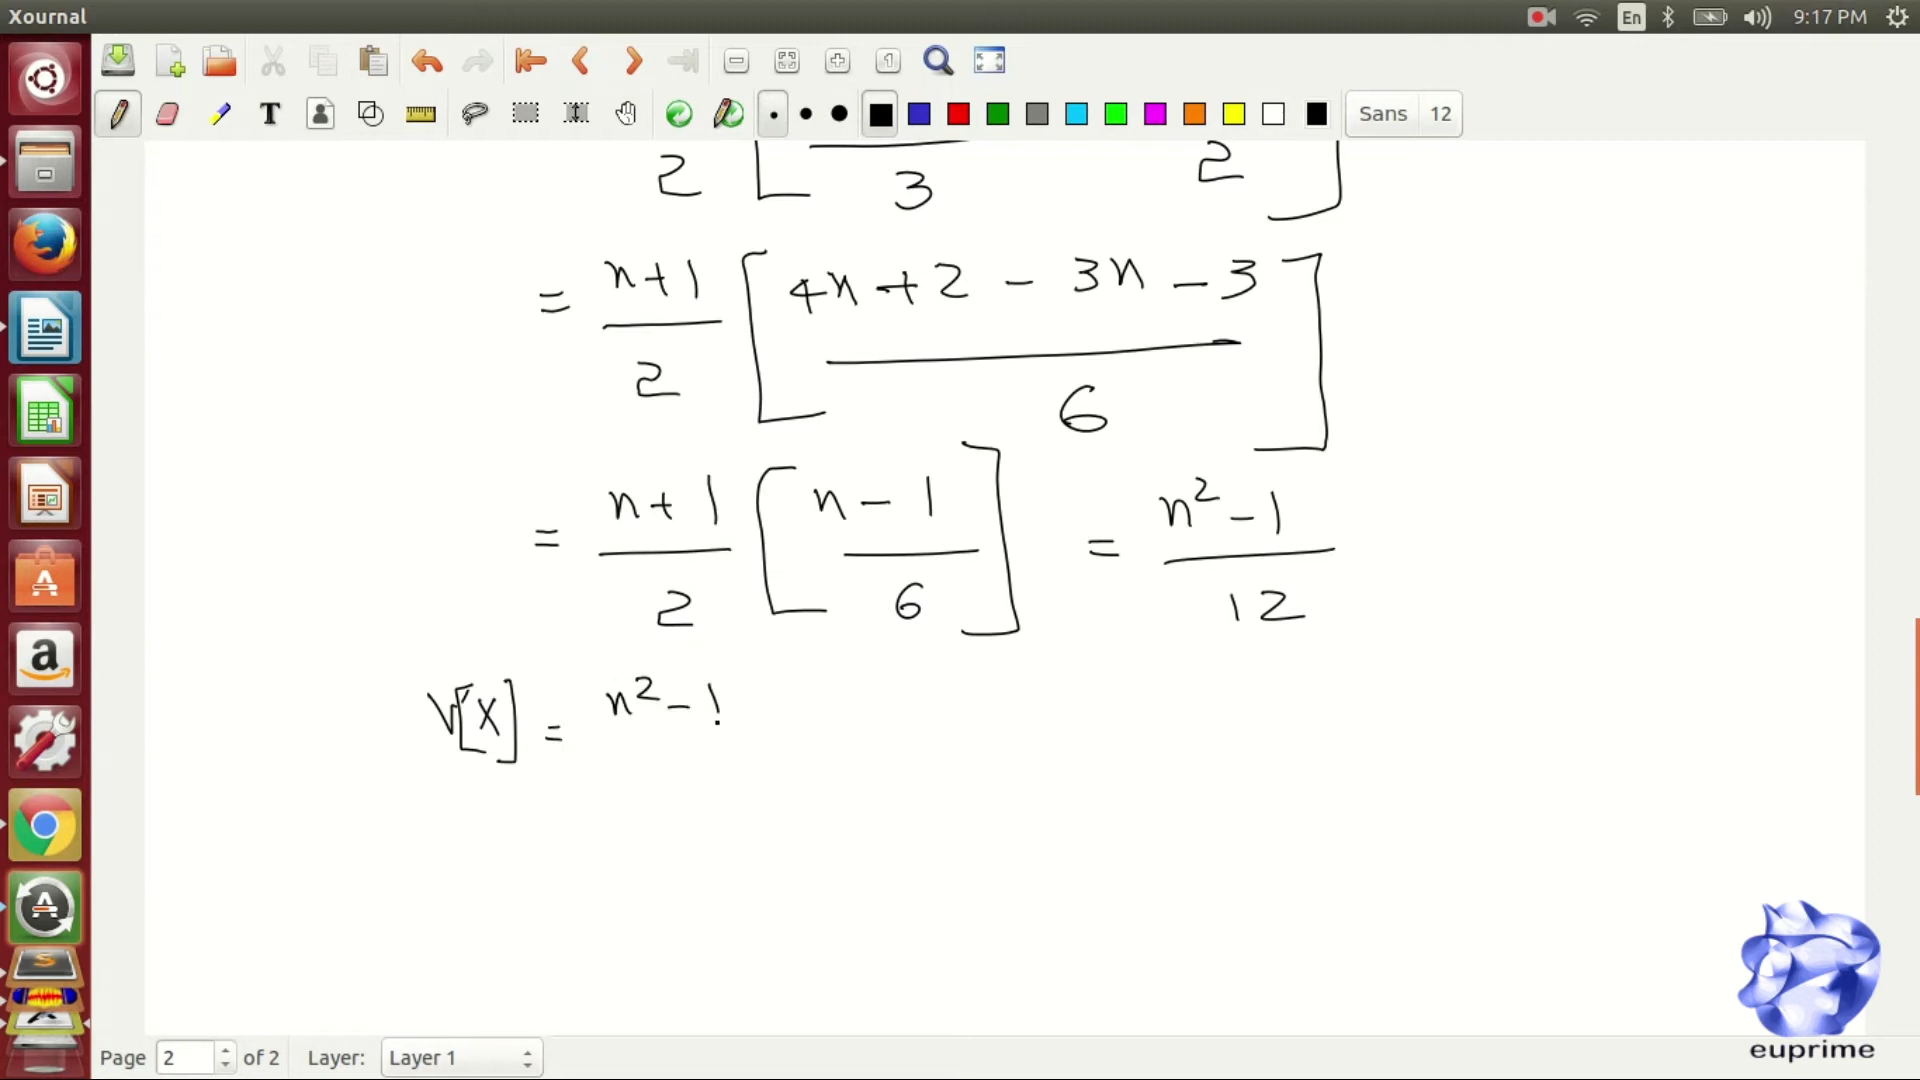 Xournal
En
9:17 PM
Sans 12
2 [ 3 2 ]
= n+1/2 [ 4n+2 - 3n - 3 / 6 ]
= n+1/2 [ n-1 / 6 ] = n² - 1 / 12
V[X] = n² - 1
euprime
Page 2 of 2 Layer: Layer 1